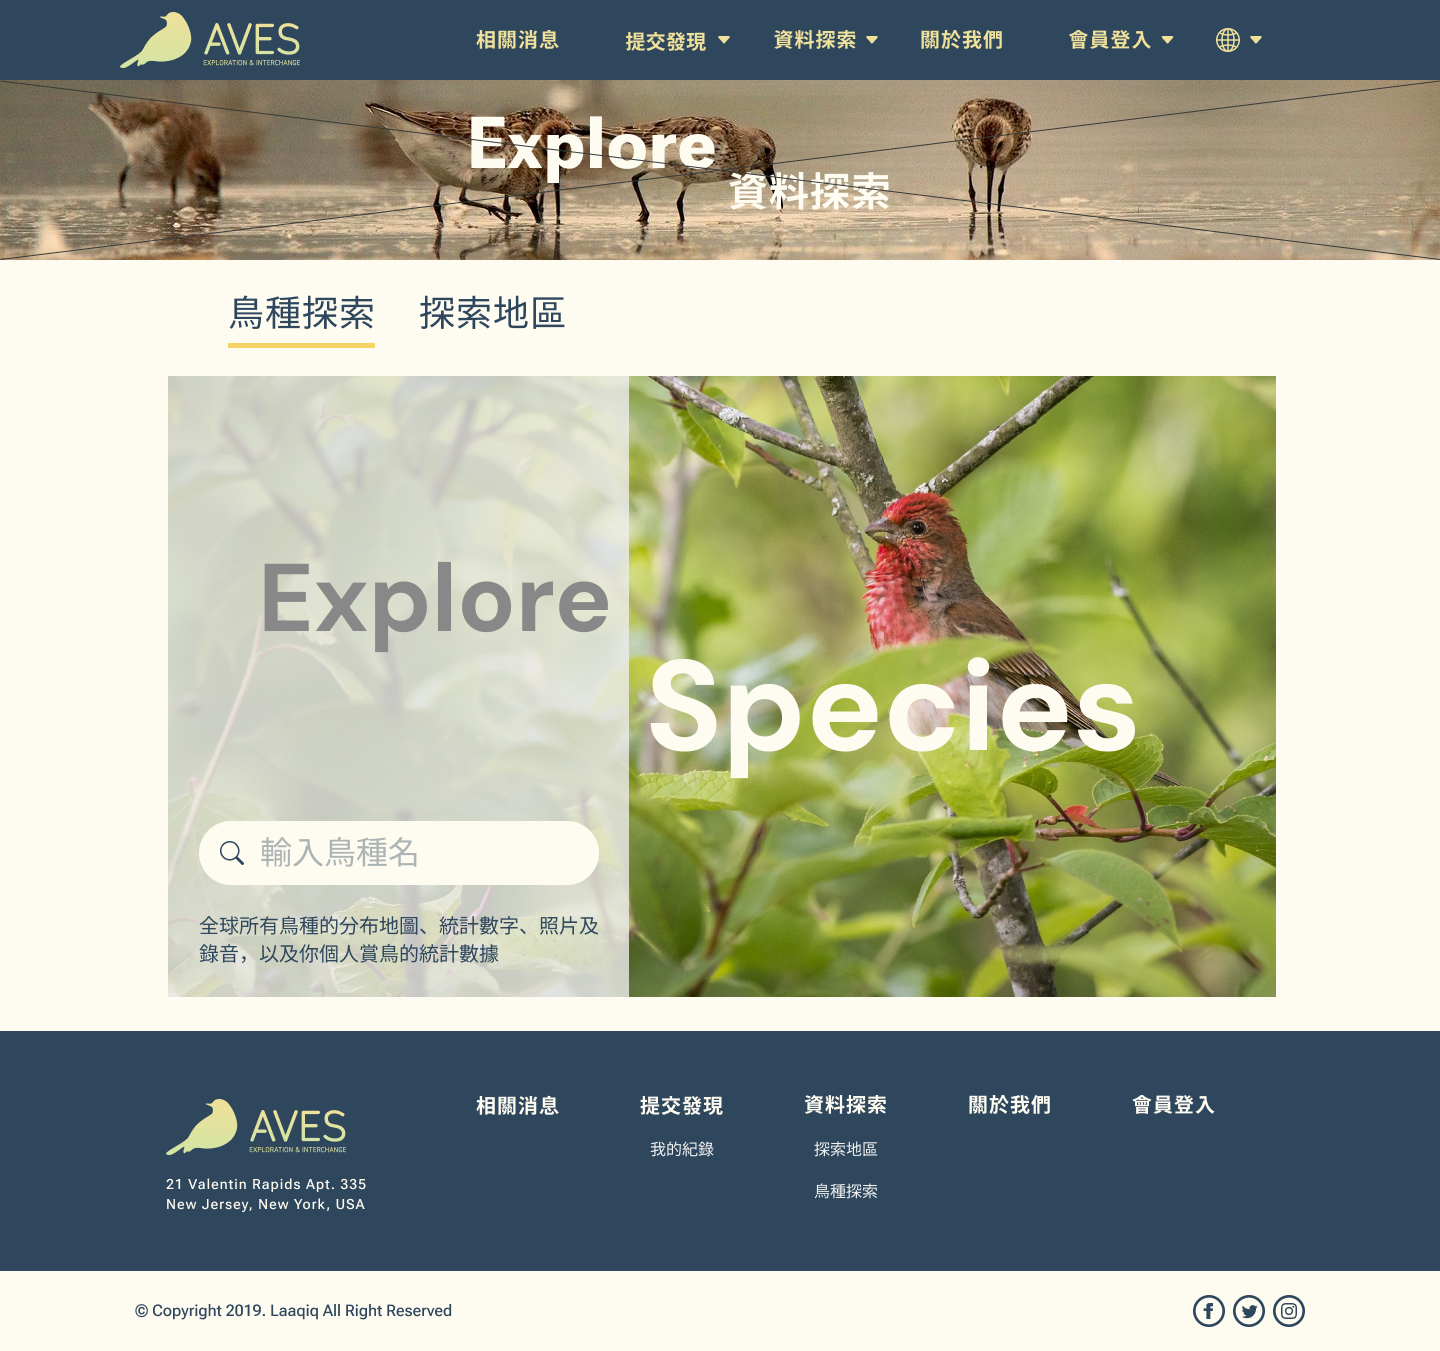 AVES
EXPLORATION & INTERCHANGE
相關消息
提交發現
資料探索
關於我們
會員登入
Explore
資料探索
鳥種探索
探索地區
Explore
Species
輸入鳥種名
全球所有鳥種的分布地圖、統計數字、照片及
錄音，以及你個人賞鳥的統計數據
AVES
EXPLORATION & INTERCHANGE
21 Valentin Rapids Apt. 335
New Jersey, New York, USA
相關消息
提交發現
我的紀錄
資料探索
探索地區
鳥種探索
關於我們
會員登入
© Copyright 2019. Laaqiq All Right Reserved